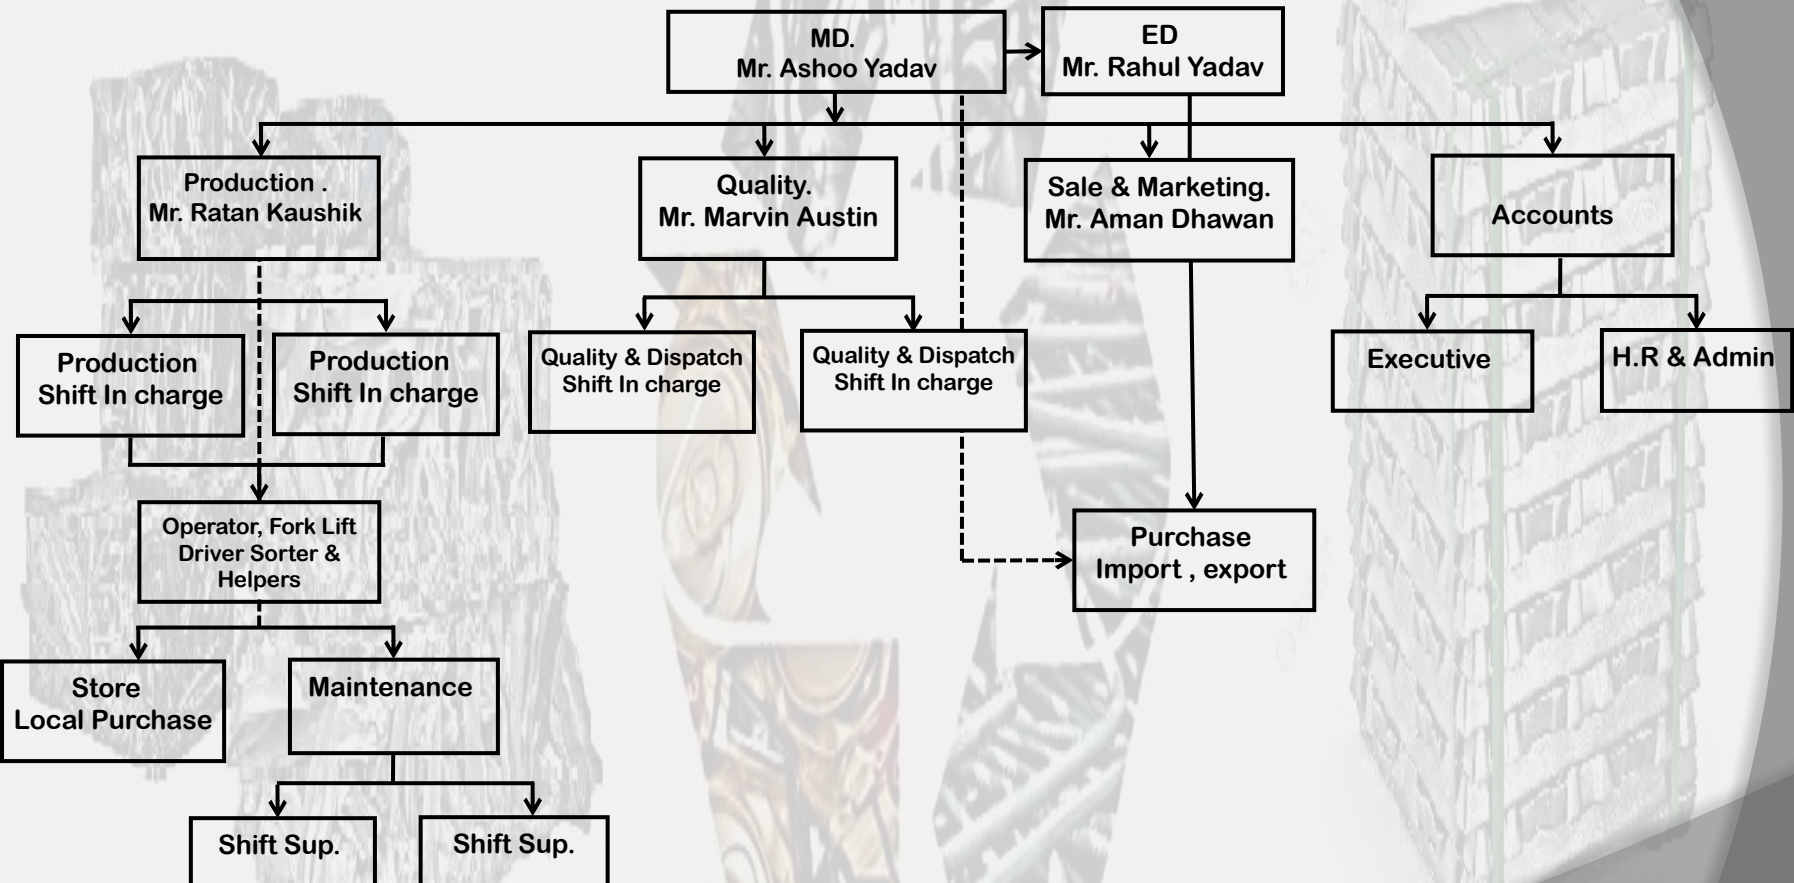 MD.
Mr. Ashoo Yadav
ED
Mr. Rahul Yadav
Production .
Mr. Ratan Kaushik
Quality.
Mr. Marvin Austin
Sale & Marketing.
Mr. Aman Dhawan
Accounts
Production
Shift In charge
Production
Shift In charge
Quality & Dispatch
Shift In charge
Quality & Dispatch
Shift In charge
Executive
H.R & Admin
Operator, Fork Lift
Driver Sorter &
Helpers
Purchase
Import , export
Store
Local Purchase
Maintenance
Shift Sup.
Shift Sup.